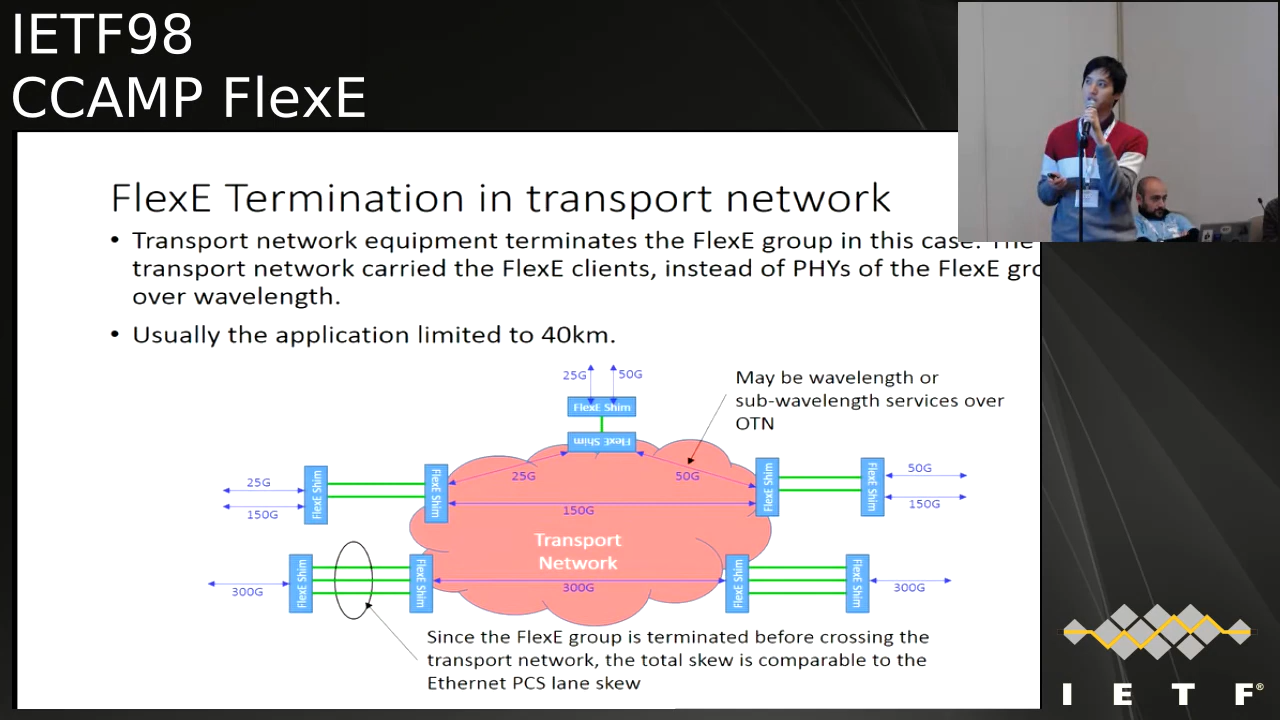 IETF98
CCAMP FlexE
FlexE Termination in transport network
• Transport network equipment terminates the FlexE group in this case. The
transport network carried the FlexE clients, instead of PHYs of the FlexE gro
over wavelength.
• Usually the application limited to 40km.
25G
50G
FlexE Shim
FlexE Shim
May be wavelength or
sub-wavelength services over
OTN
25G
150G
FlexE Shim
FlexE Shim
25G
50G
150G
FlexE Shim
FlexE Shim
50G
150G
Transport
Network
300G
FlexE Shim
FlexE Shim
300G
FlexE Shim
FlexE Shim
300G
Since the FlexE group is terminated before crossing the
transport network, the total skew is comparable to the
Ethernet PCS lane skew
I E T F®